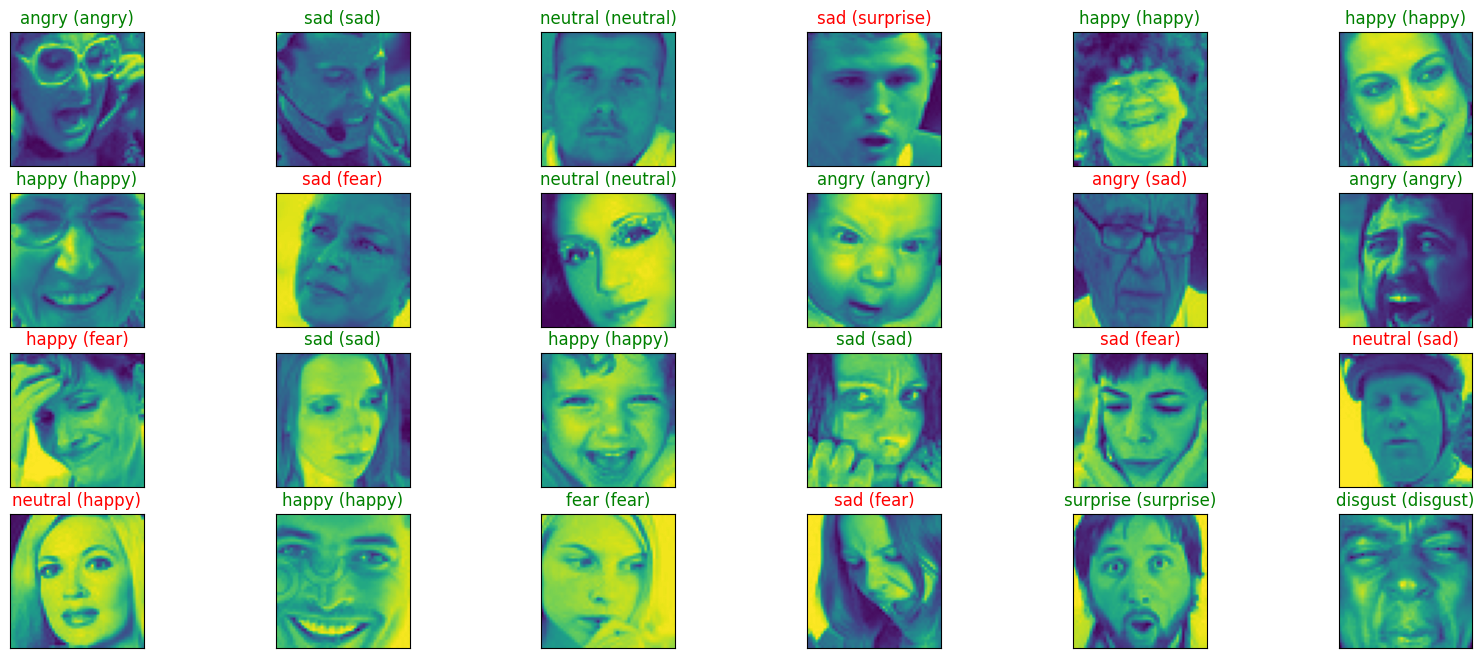 angry (angry) sad (sad) neutral (neutral) sad (surprise) happy (happy) happy (happy)
happy (happy) sad (fear) neutral (neutral) angry (angry) angry (sad) angry (angry)
happy (fear) sad (sad) happy (happy) sad (sad) sad (fear) neutral (sad)
neutral (happy) happy (happy) fear (fear) sad (fear) surprise (surprise) disgust (disgust)